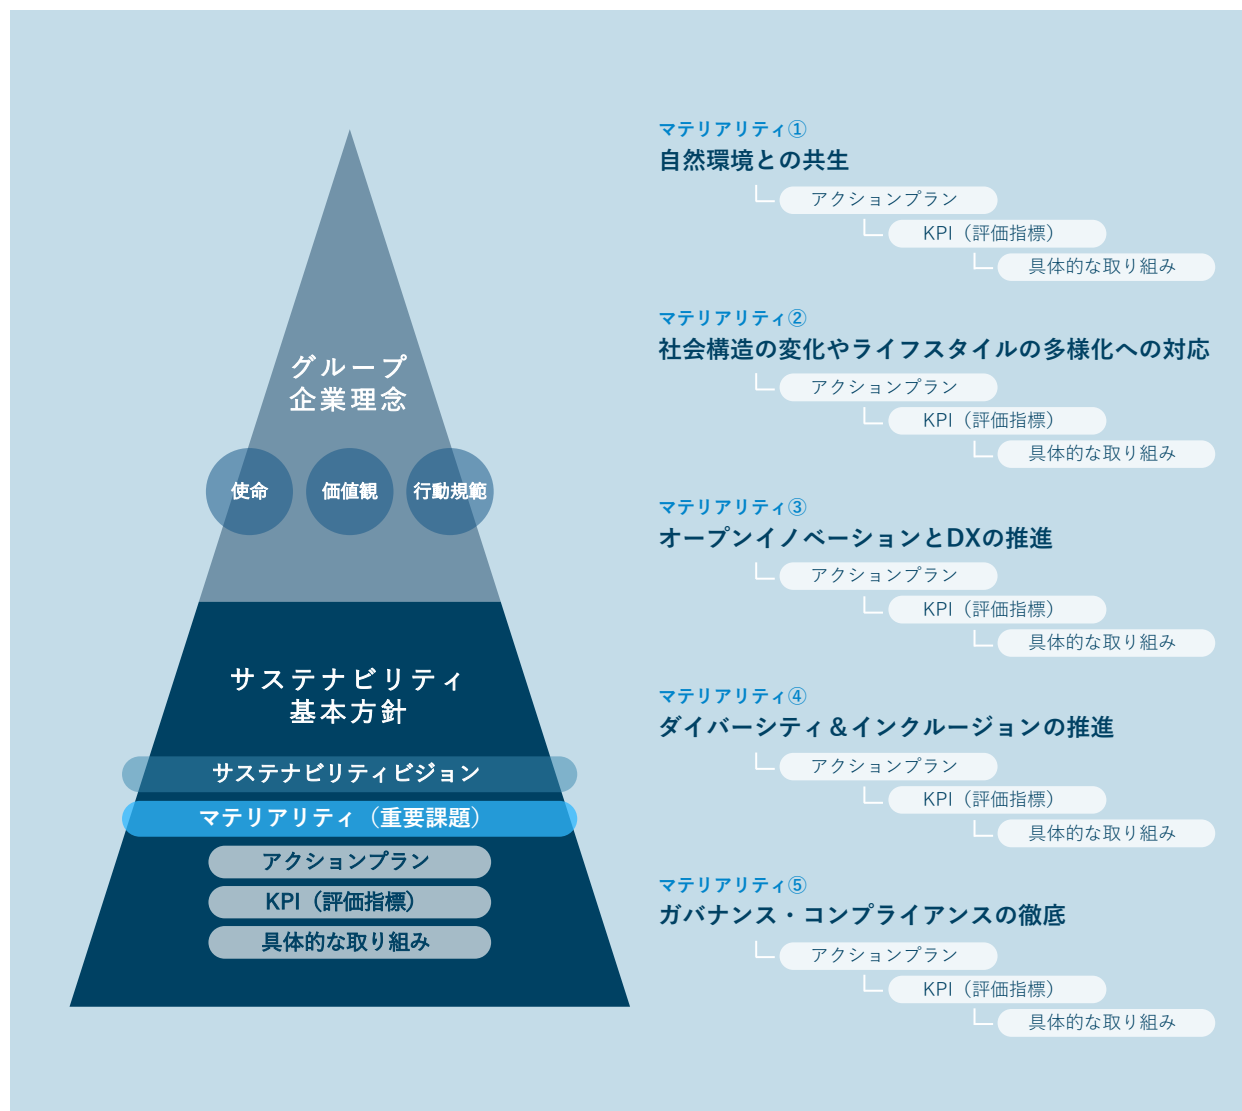 グループ
企業理念
使命
価値観
行動規範
サステナビリティ
基本方針
サステナビリティビジョン
マテリアリティ（重要課題）
アクションプラン
KPI（評価指標）
具体的な取り組み
マテリアリティ①
自然環境との共生
アクションプラン
KPI（評価指標）
具体的な取り組み
マテリアリティ②
社会構造の変化やライフスタイルの多様化への対応
アクションプラン
KPI（評価指標）
具体的な取り組み
マテリアリティ③
オープンイノベーションとDXの推進
アクションプラン
KPI（評価指標）
具体的な取り組み
マテリアリティ④
ダイバーシティ＆インクルージョンの推進
アクションプラン
KPI（評価指標）
具体的な取り組み
マテリアリティ⑤
ガバナンス・コンプライアンスの徹底
アクションプラン
KPI（評価指標）
具体的な取り組み